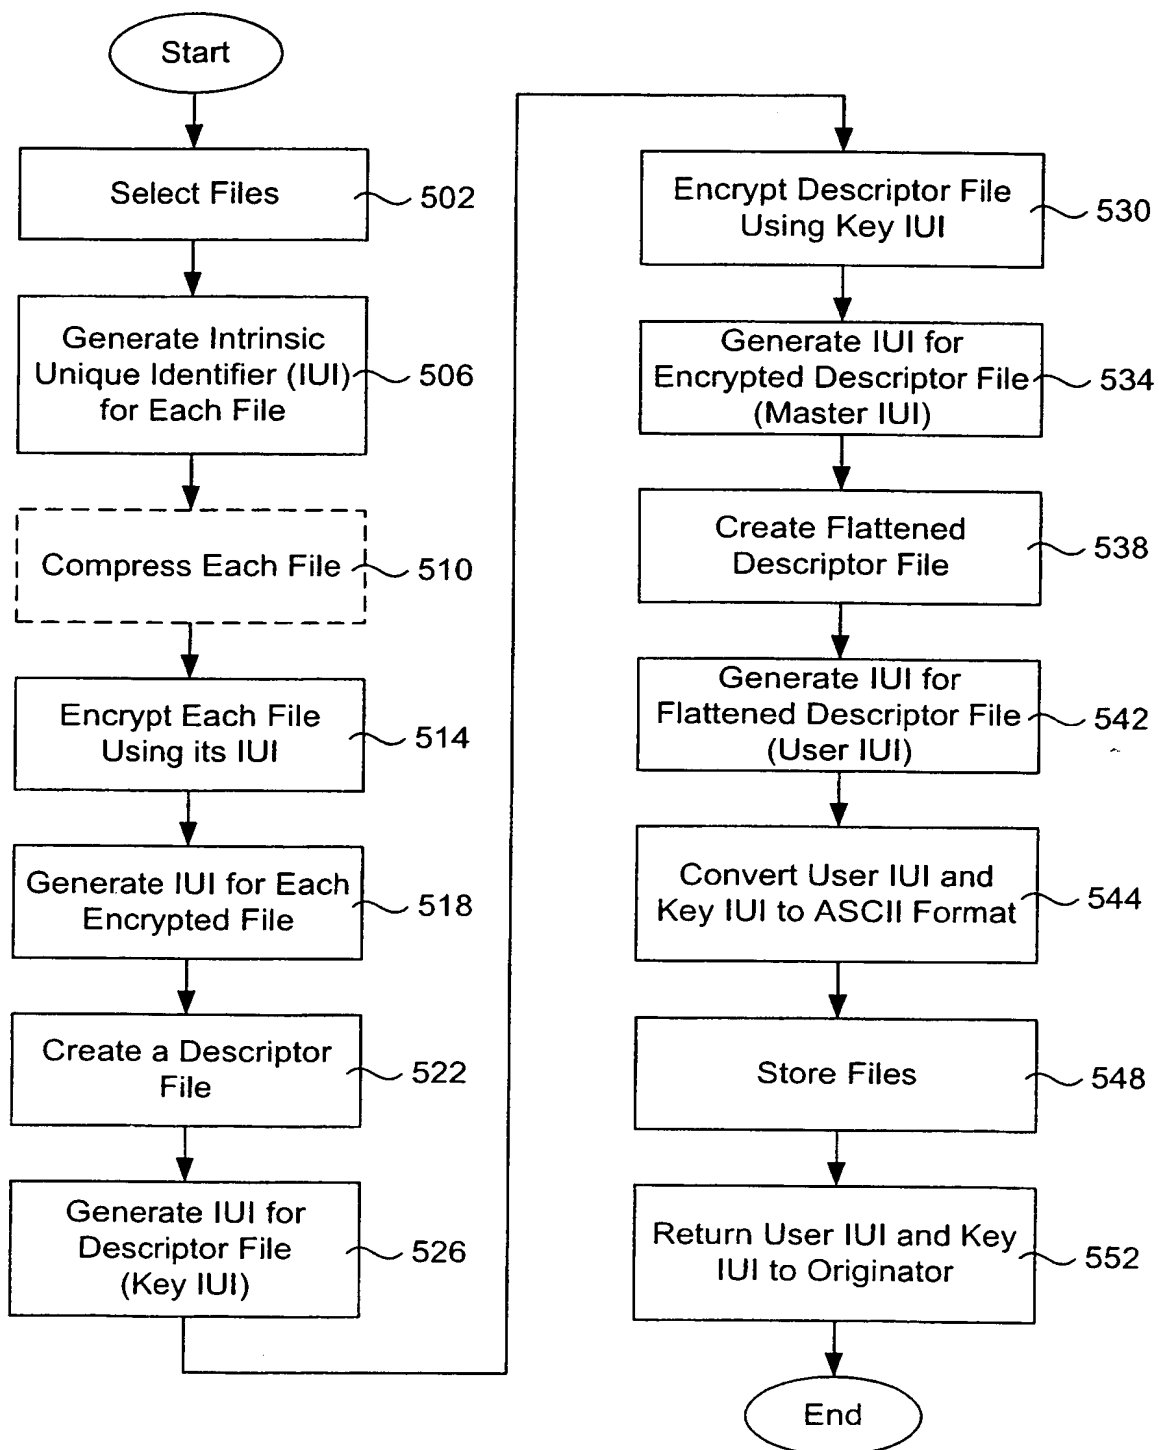 Start
Select Files
502
Generate Intrinsic
Unique Identifier (IUI)
for Each File
506
Compress Each File
510
Encrypt Each File
Using its IUI
514
Generate IUI for Each
Encrypted File
518
Create a Descriptor
File
522
Generate IUI for
Descriptor File
(Key IUI)
526
Encrypt Descriptor File
Using Key IUI
530
Generate IUI for
Encrypted Descriptor File
(Master IUI)
534
Create Flattened
Descriptor File
538
Generate IUI for
Flattened Descriptor File
(User IUI)
542
Convert User IUI and
Key IUI to ASCII Format
544
Store Files
548
Return User IUI and Key
IUI to Originator
552
End